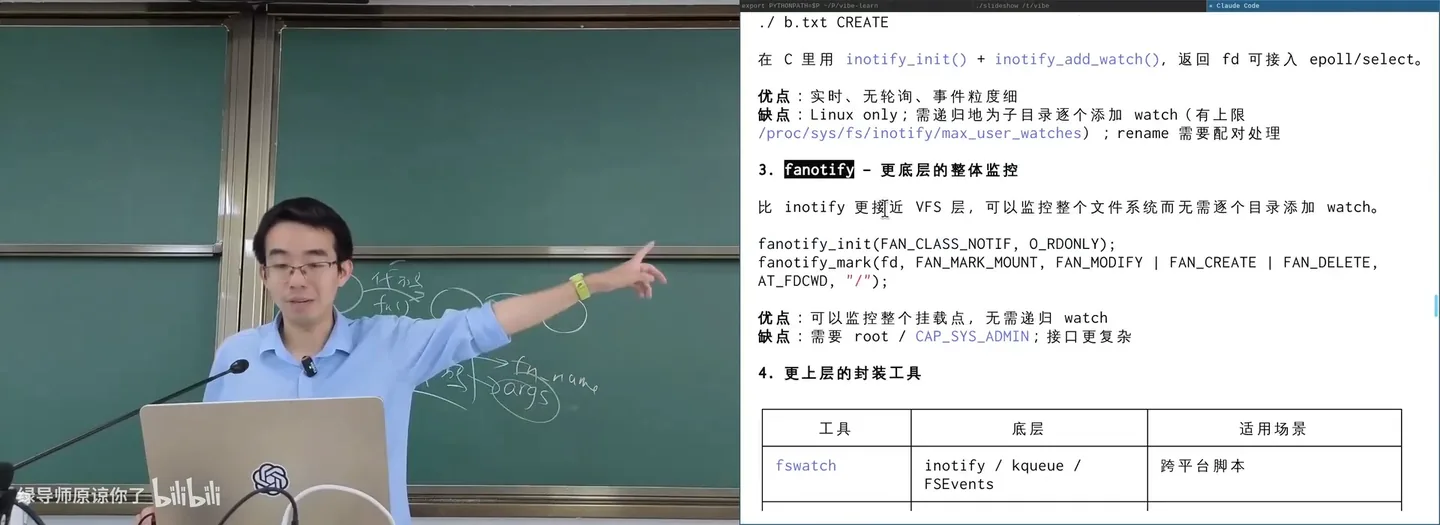 export PYTHONPATH=$P ~/P/vibe-learn
./slideshow /t/vibe
Claude Code
./ b.txt CREATE
在 C 里用 inotify_init() + inotify_add_watch(), 返回 fd 可接入 epoll/select。
优点：实时、无轮询、事件粒度细
缺点：Linux only；需递归地为子目录逐个添加 watch（有上限
/proc/sys/fs/inotify/max_user_watches）；rename 需要配对处理
3. fanotify – 更底层的整体监控
比 inotify 更接近 VFS 层，可以监控整个文件系统而无需逐个目录添加 watch。
fanotify_init(FAN_CLASS_NOTIF, O_RDONLY);
fanotify_mark(fd, FAN_MARK_MOUNT, FAN_MODIFY | FAN_CREATE | FAN_DELETE,
AT_FDCWD, "/");
优点：可以监控整个挂载点，无需递归 watch
缺点：需要 root / CAP_SYS_ADMIN；接口更复杂
4. 更上层的封装工具
工具 底层 适用场景
fswatch inotify / kqueue / 跨平台脚本
FSEvents
代码
fn()
fn_name
args
绿导师原谅你了 bilibili